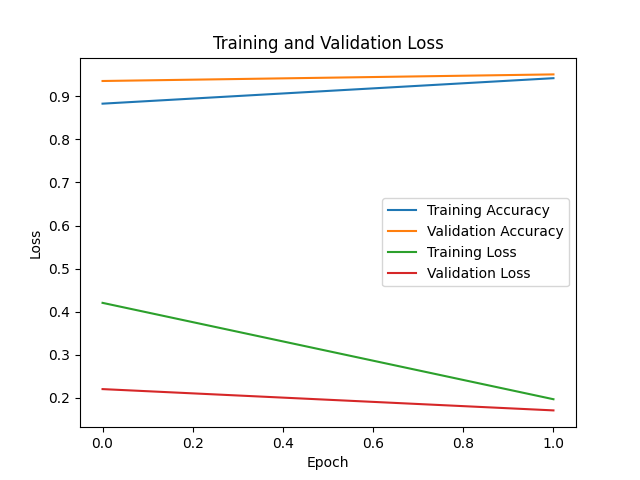 Training and Validation Loss
0.9
0.8
0.7
0.6
0.5
0.4
0.3
0.2
Loss
Training Accuracy
Validation Accuracy
Training Loss
Validation Loss
0.0 0.2 0.4 0.6 0.8 1.0
Epoch